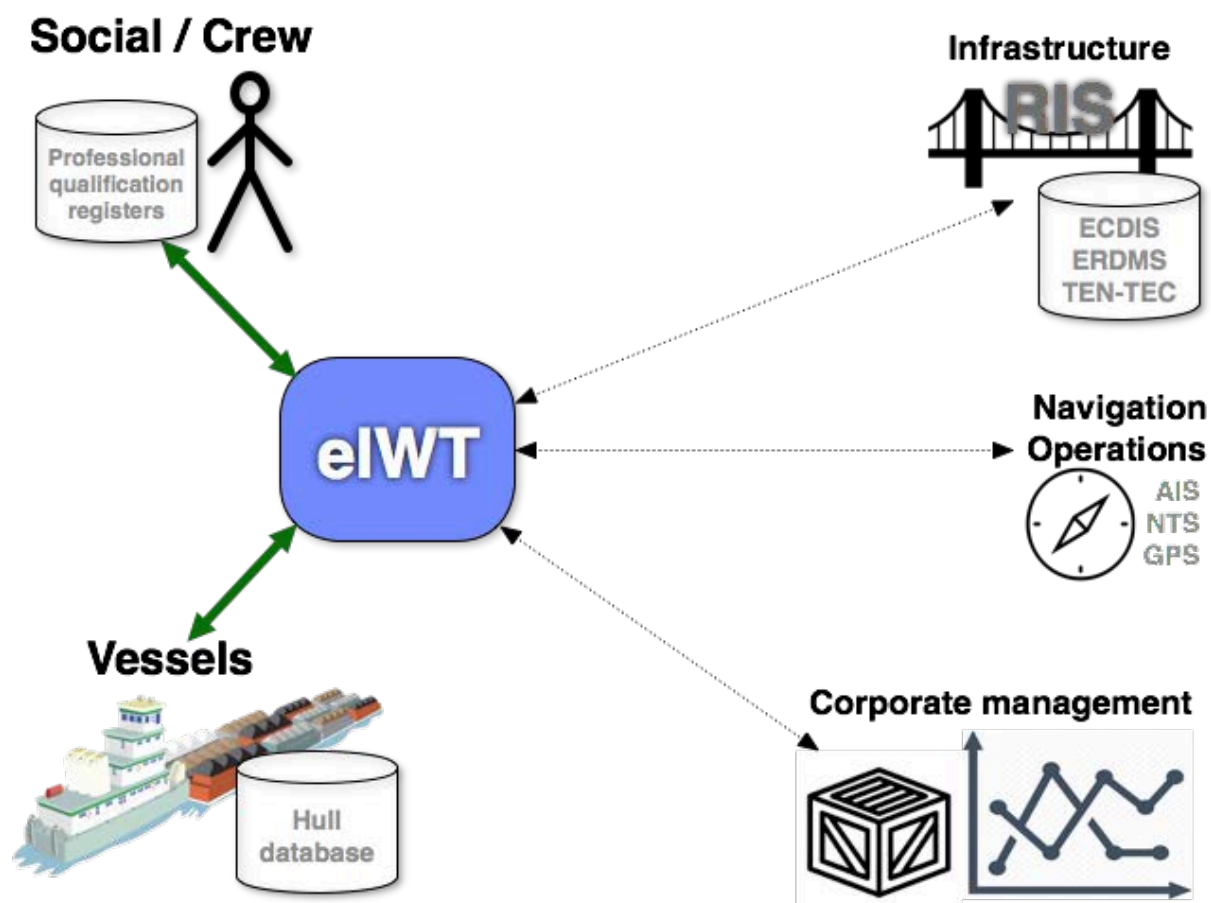 Social / Crew
Professional
qualification
registers
Infrastructure
RIS
ECDIS
ERDMS
TEN-TEC
eIWT
Navigation
Operations
AIS
NTS
GPS
Vessels
Hull
database
Corporate management